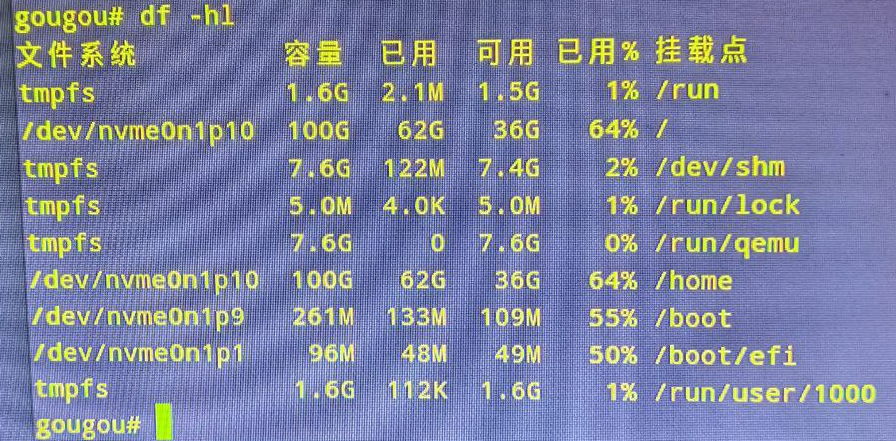 gougou# df -hl
文件系统 容量 已用 可用 已用% 挂载点
tmpfs 1.6G 2.1M 1.5G 1% /run
/dev/nvme0n1p10 100G 62G 36G 64% /
tmpfs 7.6G 122M 7.4G 2% /dev/shm
tmpfs 5.0M 4.0K 5.0M 1% /run/lock
tmpfs 7.6G 0 7.6G 0% /run/qemu
/dev/nvme0n1p10 100G 62G 36G 64% /home
/dev/nvme0n1p9 261M 133M 109M 55% /boot
/dev/nvme0n1p1 96M 48M 49M 50% /boot/efi
tmpfs 1.6G 112K 1.6G 1% /run/user/1000
gougou#